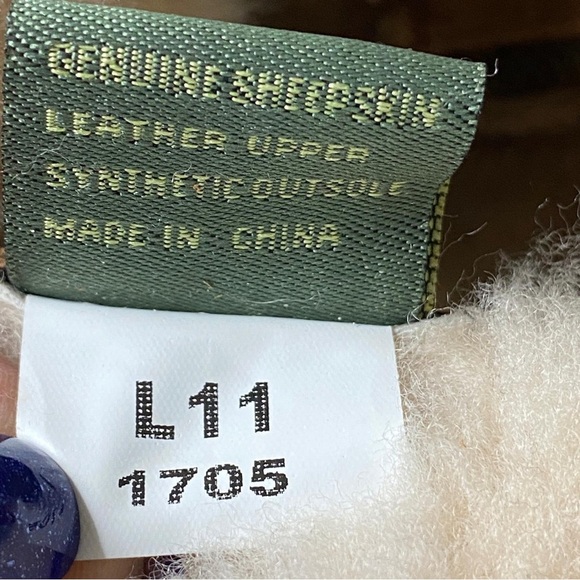 GENUINE SHEEPSKIN
LEATHER UPPER
SYNTHETIC OUTSOLE
MADE IN CHINA
L11
1705